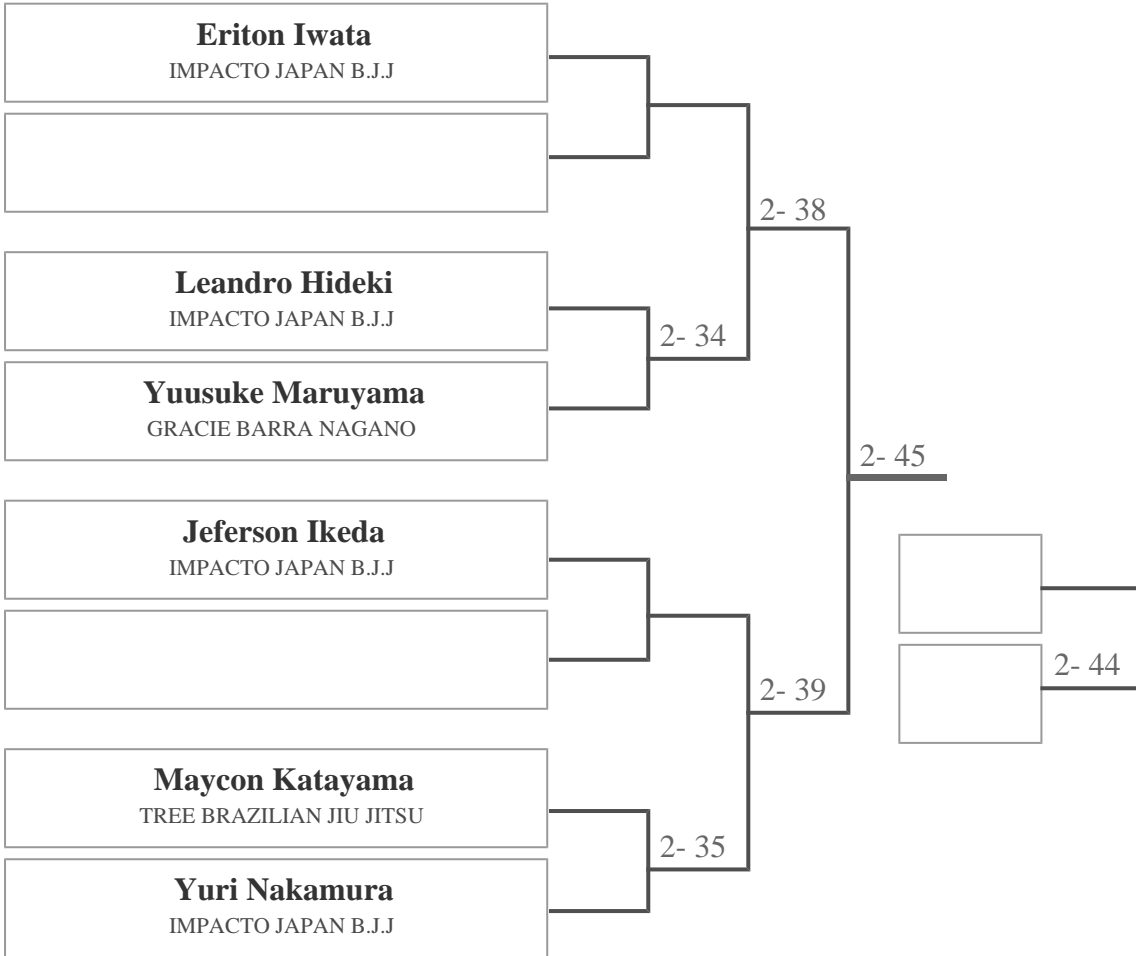 Eriton Iwata
IMPACTO JAPAN B.J.J
2- 38
Leandro Hideki
IMPACTO JAPAN B.J.J
2- 34
Yuusuke Maruyama
GRACIE BARRA NAGANO
2- 45
Jeferson Ikeda
IMPACTO JAPAN B.J.J
2- 44
2- 39
Maycon Katayama
TREE BRAZILIAN JIU JITSU
2- 35
Yuri Nakamura
IMPACTO JAPAN B.J.J